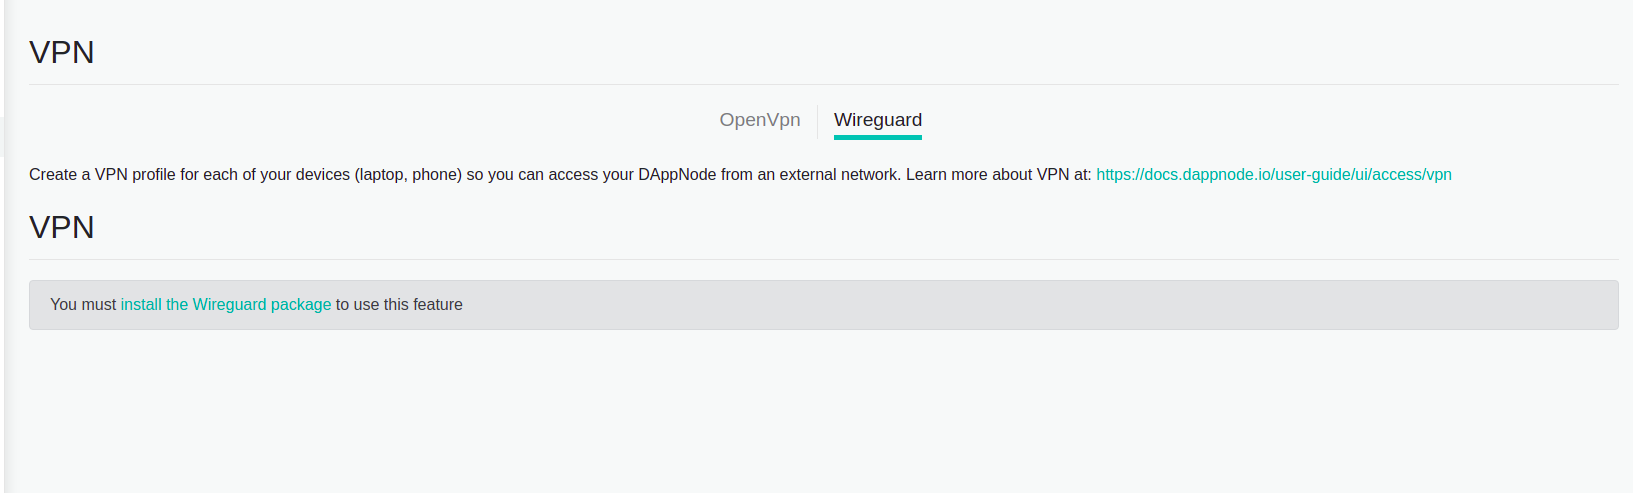 VPN
OpenVpn
Wireguard
Create a VPN profile for each of your devices (laptop, phone) so you can access your DAppNode from an external network. Learn more about VPN at: https://docs.dappnode.io/user-guide/ui/access/vpn
VPN
You must install the Wireguard package to use this feature